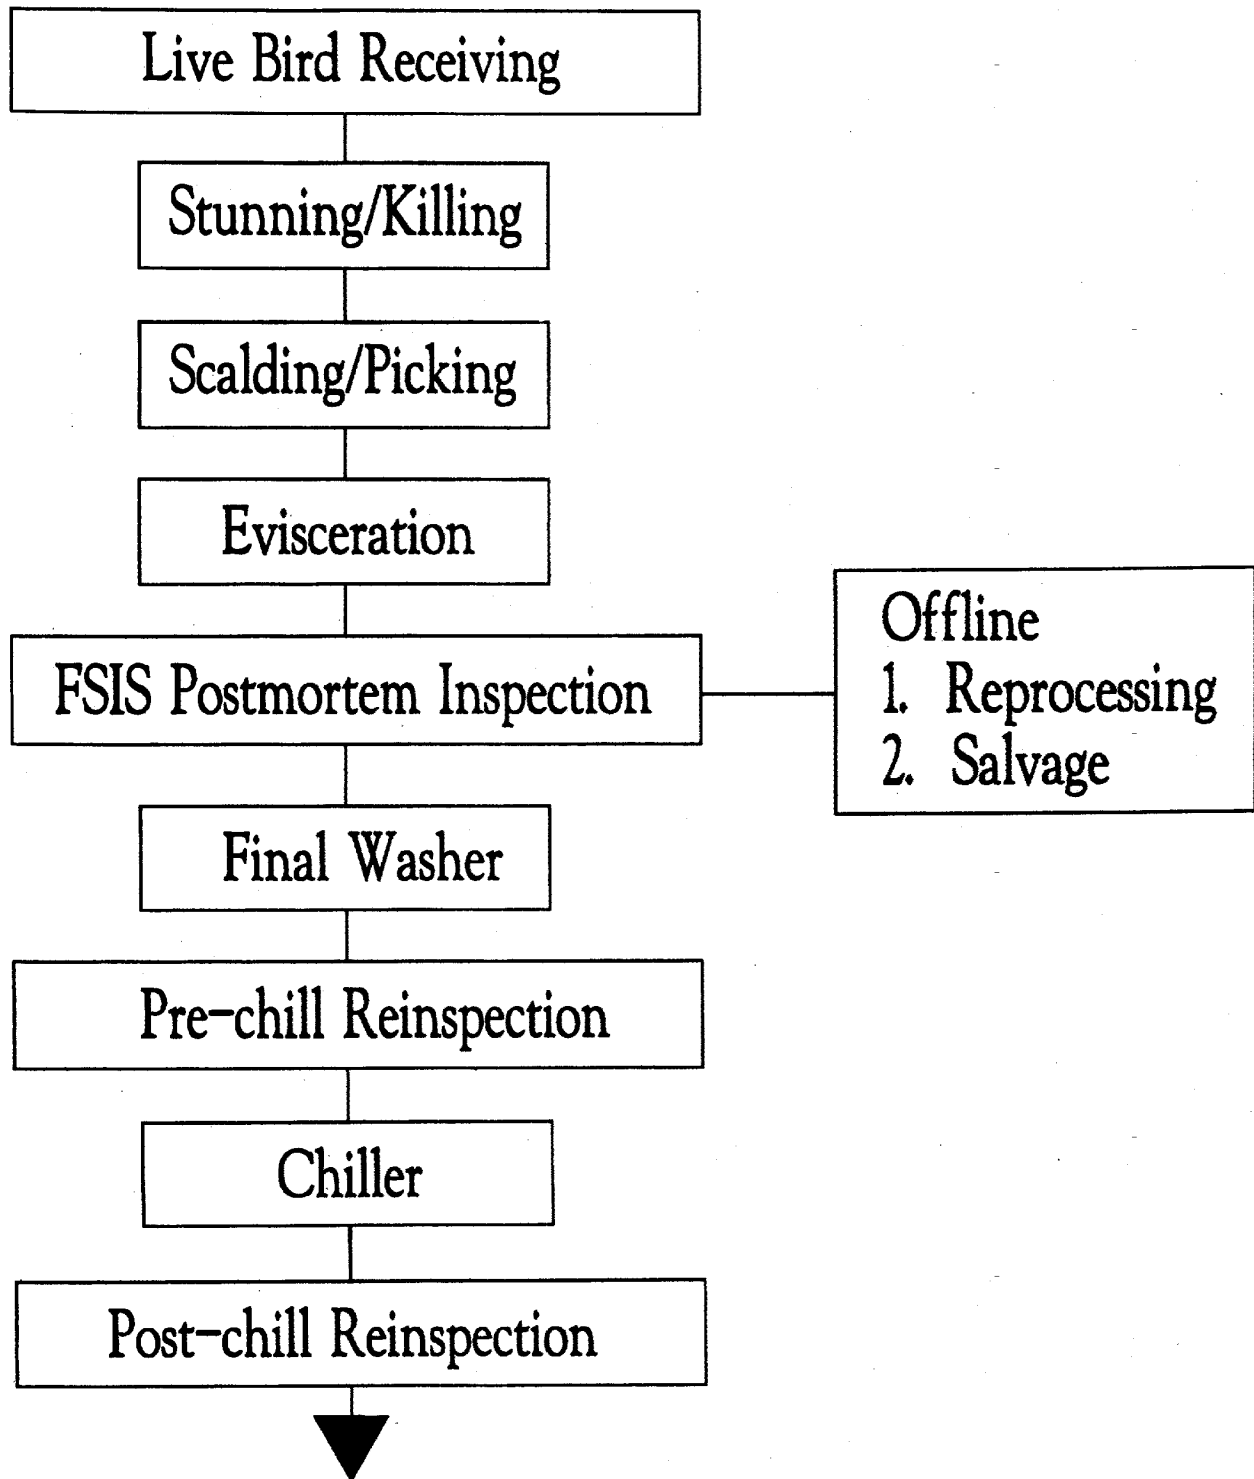 Live Bird Receiving
Stunning/Killing
Scalding/Picking
Evisceration
FSIS Postmortem Inspection
Offline
1. Reprocessing
2. Salvage
Final Washer
Pre-chill Reinspection
Chiller
Post-chill Reinspection